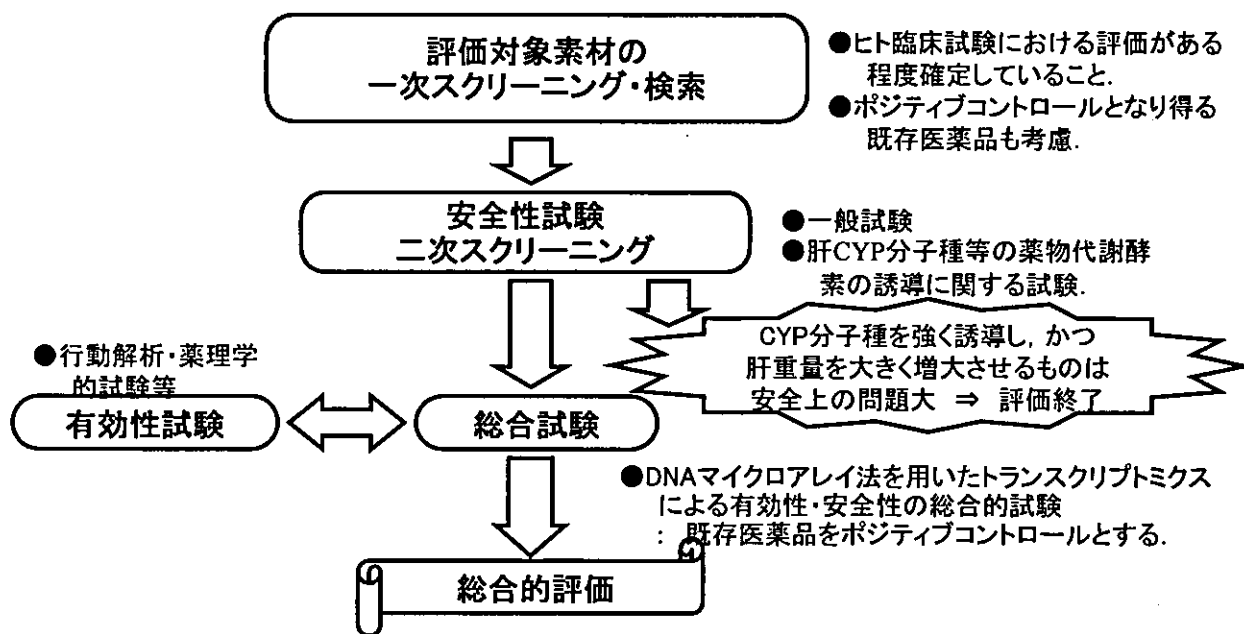 評価対象素材の
一次スクリーニング・検索
●ヒト臨床試験における評価がある
程度確定していること.
●ポジティブコントロールとなり得る
既存医薬品も考慮.
安全性試験
二次スクリーニング
●一般試験
●肝CYP分子種等の薬物代謝酵
素の誘導に関する試験.
CYP分子種を強く誘導し, かつ
肝重量を大きく増大させるものは
安全上の問題大 ⇒ 評価終了
●行動解析・薬理学
的試験等
有効性試験
総合試験
●DNAマイクロアレイ法を用いたトランスクリプトミクス
による有効性・安全性の総合的試験
: 既存医薬品をポジティブコントロールとする.
総合的評価